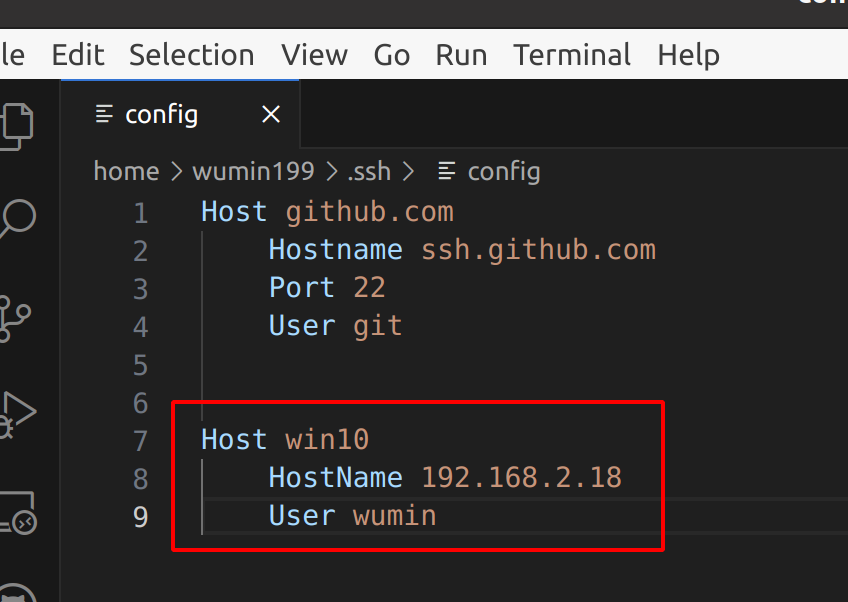 Edit Selection View Go Run Terminal Help
config
home > wumin199 > .ssh > config
1 Host github.com
2 Hostname ssh.github.com
3 Port 22
4 User git
5
6
7 Host win10
8 HostName 192.168.2.18
9 User wumin